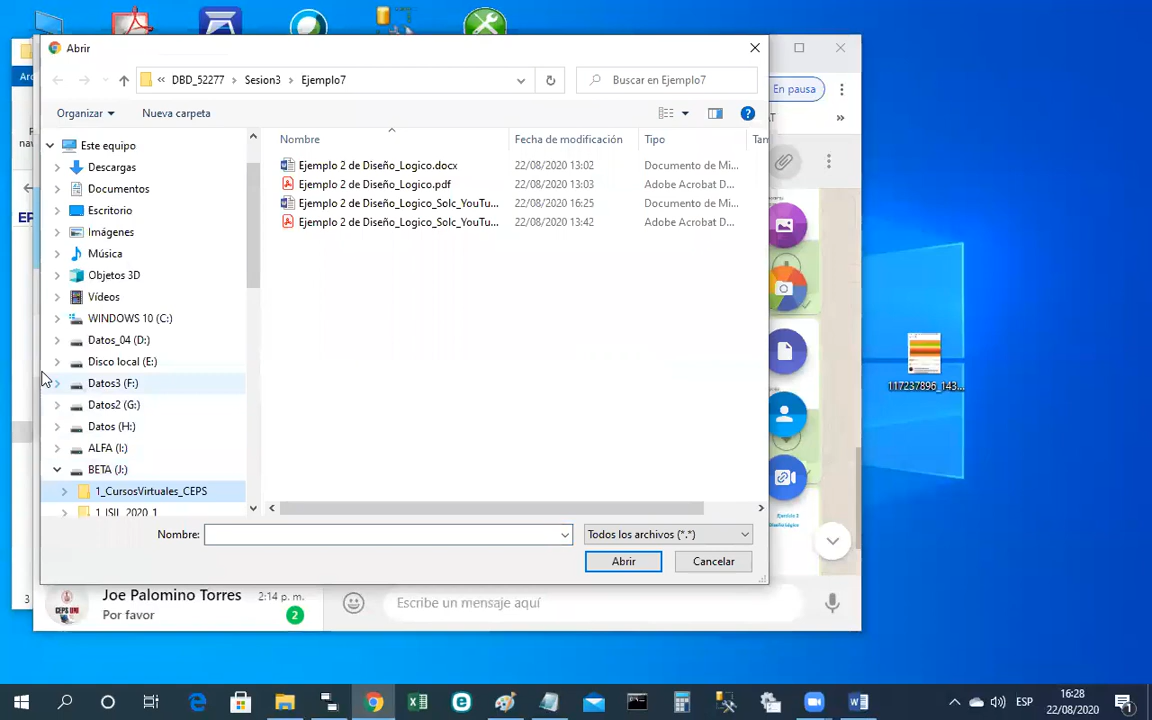 Abrir
« DBD_52277 Sesion3 Ejemplo7
Buscar en Ejemplo7
En pausa
Organizar
Nueva carpeta
Nombre Fecha de modificación Tipo
Este equipo
Descargas
Documentos
Escritorio
Imágenes
Música
Objetos 3D
Vídeos
WINDOWS 10 (C:)
Datos_04 (D:)
Disco local (E:)
Datos3 (F:)
Datos2 (G:)
Datos (H:)
ALFA (I:)
BETA (J:)
1_CursosVirtuales_CEPS
1_ISIL_2020_1
Ejemplo 2 de Diseño_Logico.docx 22/08/2020 13:02 Documento de Mi...
Ejemplo 2 de Diseño_Logico.pdf 22/08/2020 13:03 Adobe Acrobat D...
Ejemplo 2 de Diseño_Logico_Solc_YouTu... 22/08/2020 16:25 Documento de Mi...
Ejemplo 2 de Diseño_Logico_Solc_YouTu... 22/08/2020 13:42 Adobe Acrobat D...
117237896_143...
Nombre:
Todos los archivos (*.*)
Abrir
Cancelar
Joe Palomino Torres 2:14 p. m.
Por favor 2
Escribe un mensaje aquí
ESP
16:28
22/08/2020
1